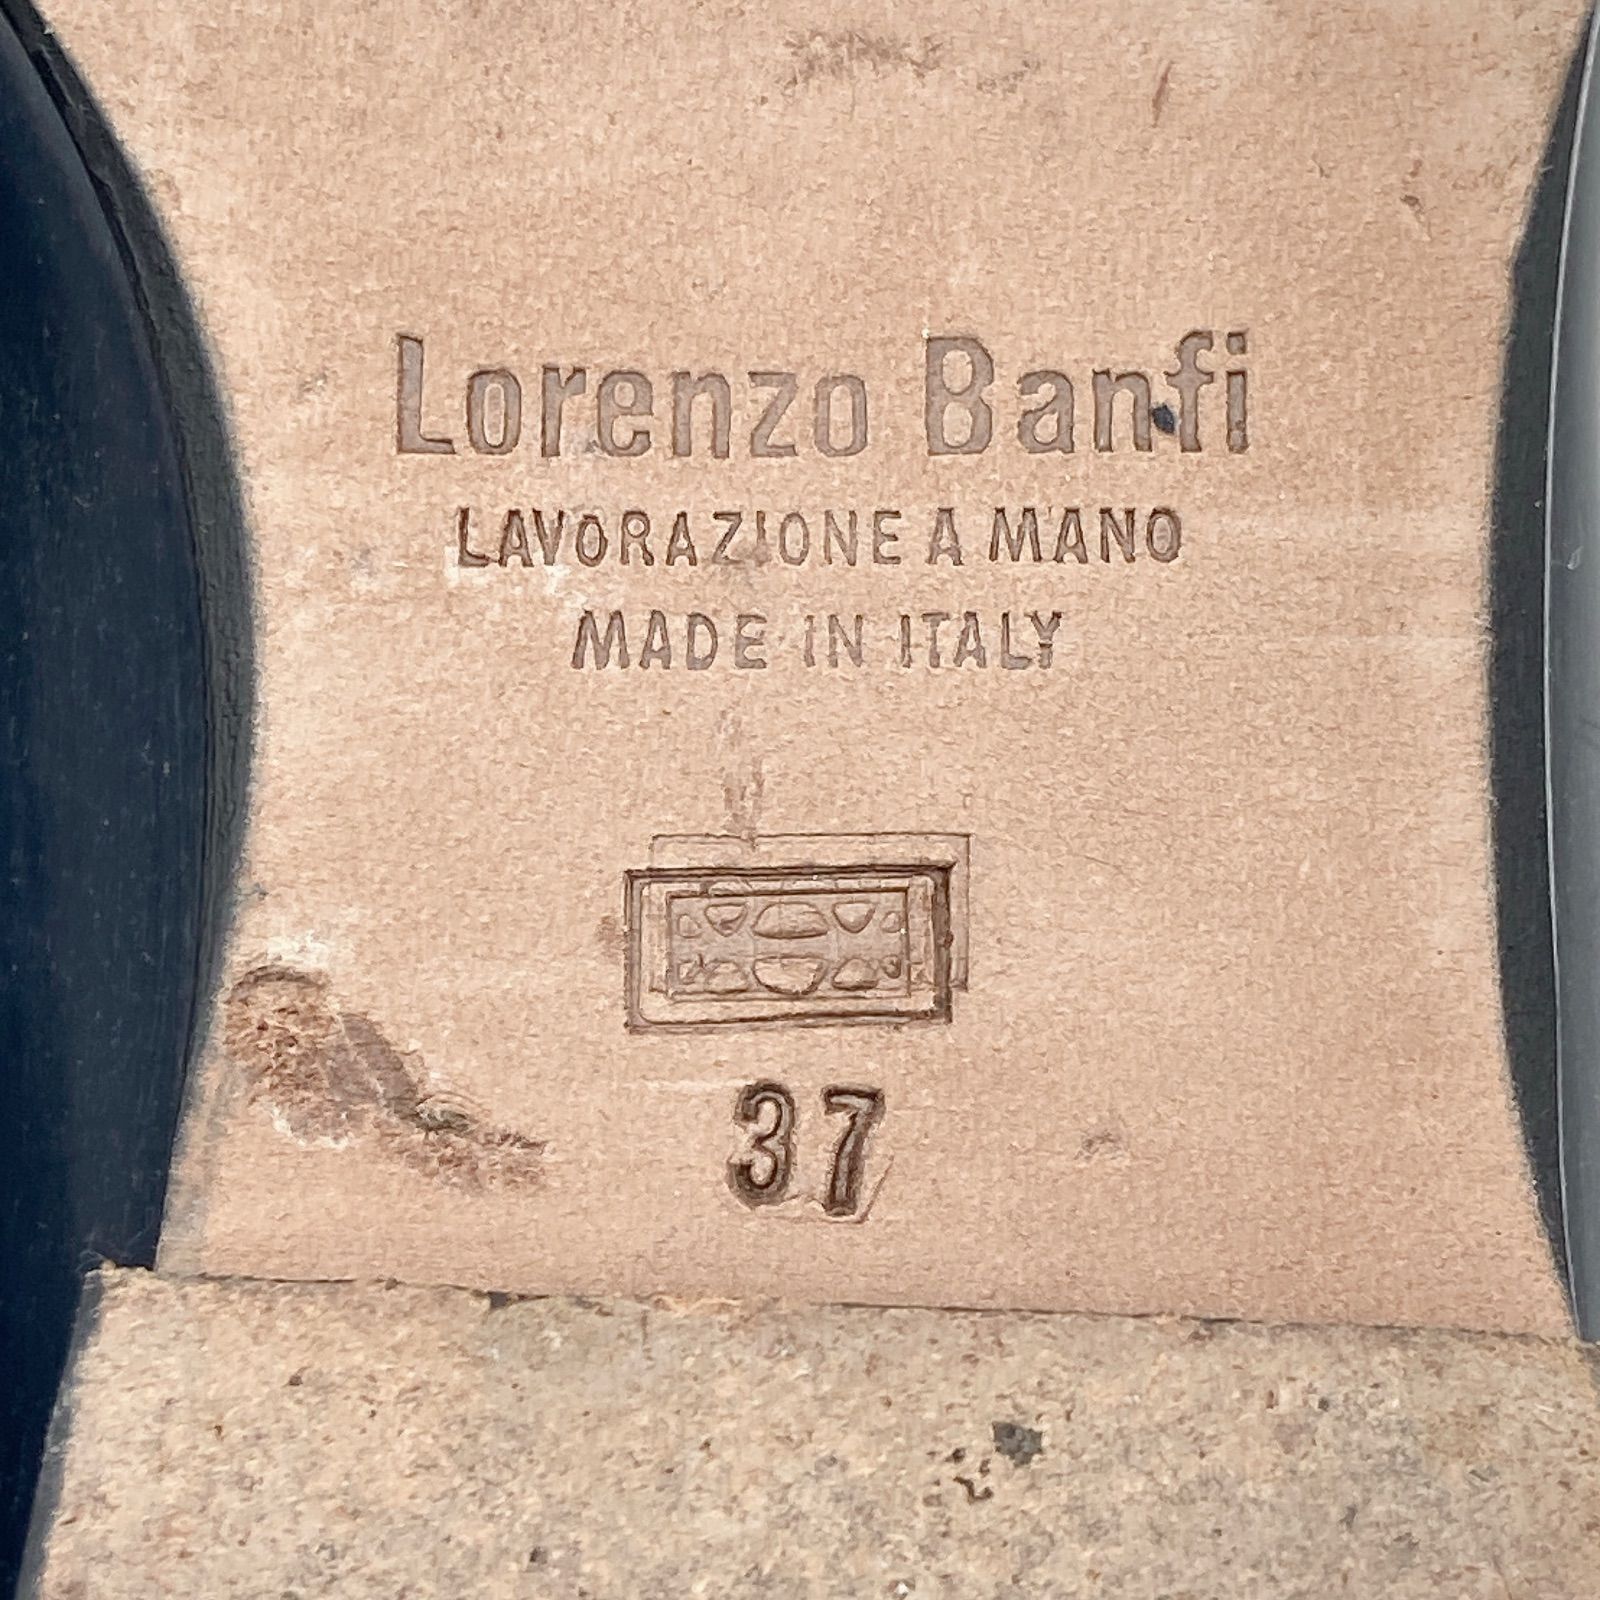 Lorenzo Banfi
LAVORAZIONE A MANO
MADE IN ITALY
37